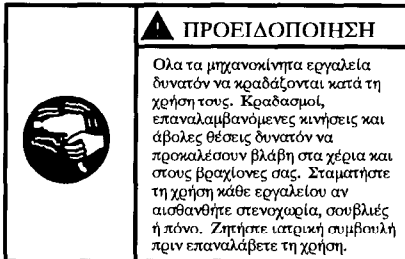 ΠΡΟΕΙΔΟΠΟΙΗΣΗ
Ολα τα μηχανοκίνητα εργαλεία
δυνατόν να κραδάζονται κατά τη
χρήση τους. Κραδασμοί,
επαναλαμβανόμενες κινήσεις και
άβολες θέσεις δυνατόν να
προκαλέσουν βλάβη στα χέρια και
στους βραχίονες σας. Σταματήστε
τη χρήση κάθε εργαλείου αν
αισθανθήτε στενοχωρία, σουβλιές
ή πόνο. Ζητήστε ιατρική συμβουλή
πριν επαναλάβετε τη χρήση.